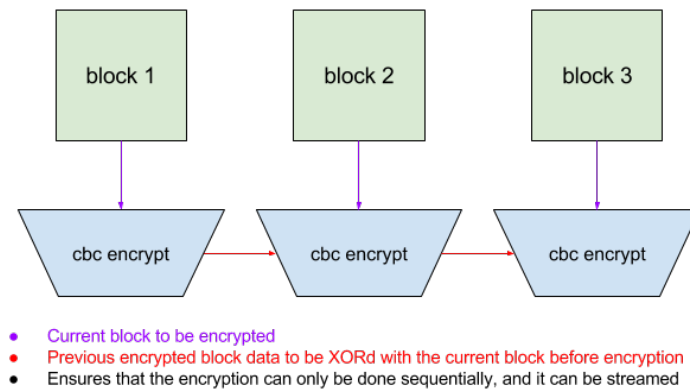 block 1
block 2
block 3
cbc encrypt
cbc encrypt
cbc encrypt
Current block to be encrypted
Previous encrypted block data to be XORd with the current block before encryption
Ensures that the encryption can only be done sequentially, and it can be streamed